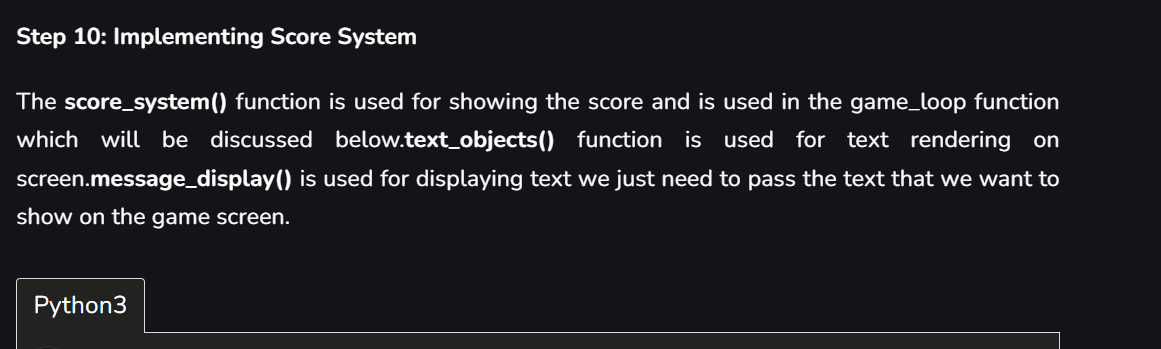 Step 10: Implementing Score System
The score_system() function is used for showing the score and is used in the game_loop function
which will be discussed below.text_objects() function is used for text rendering on
screen.message_display() is used for displaying text we just need to pass the text that we want to
show on the game screen.
Python3